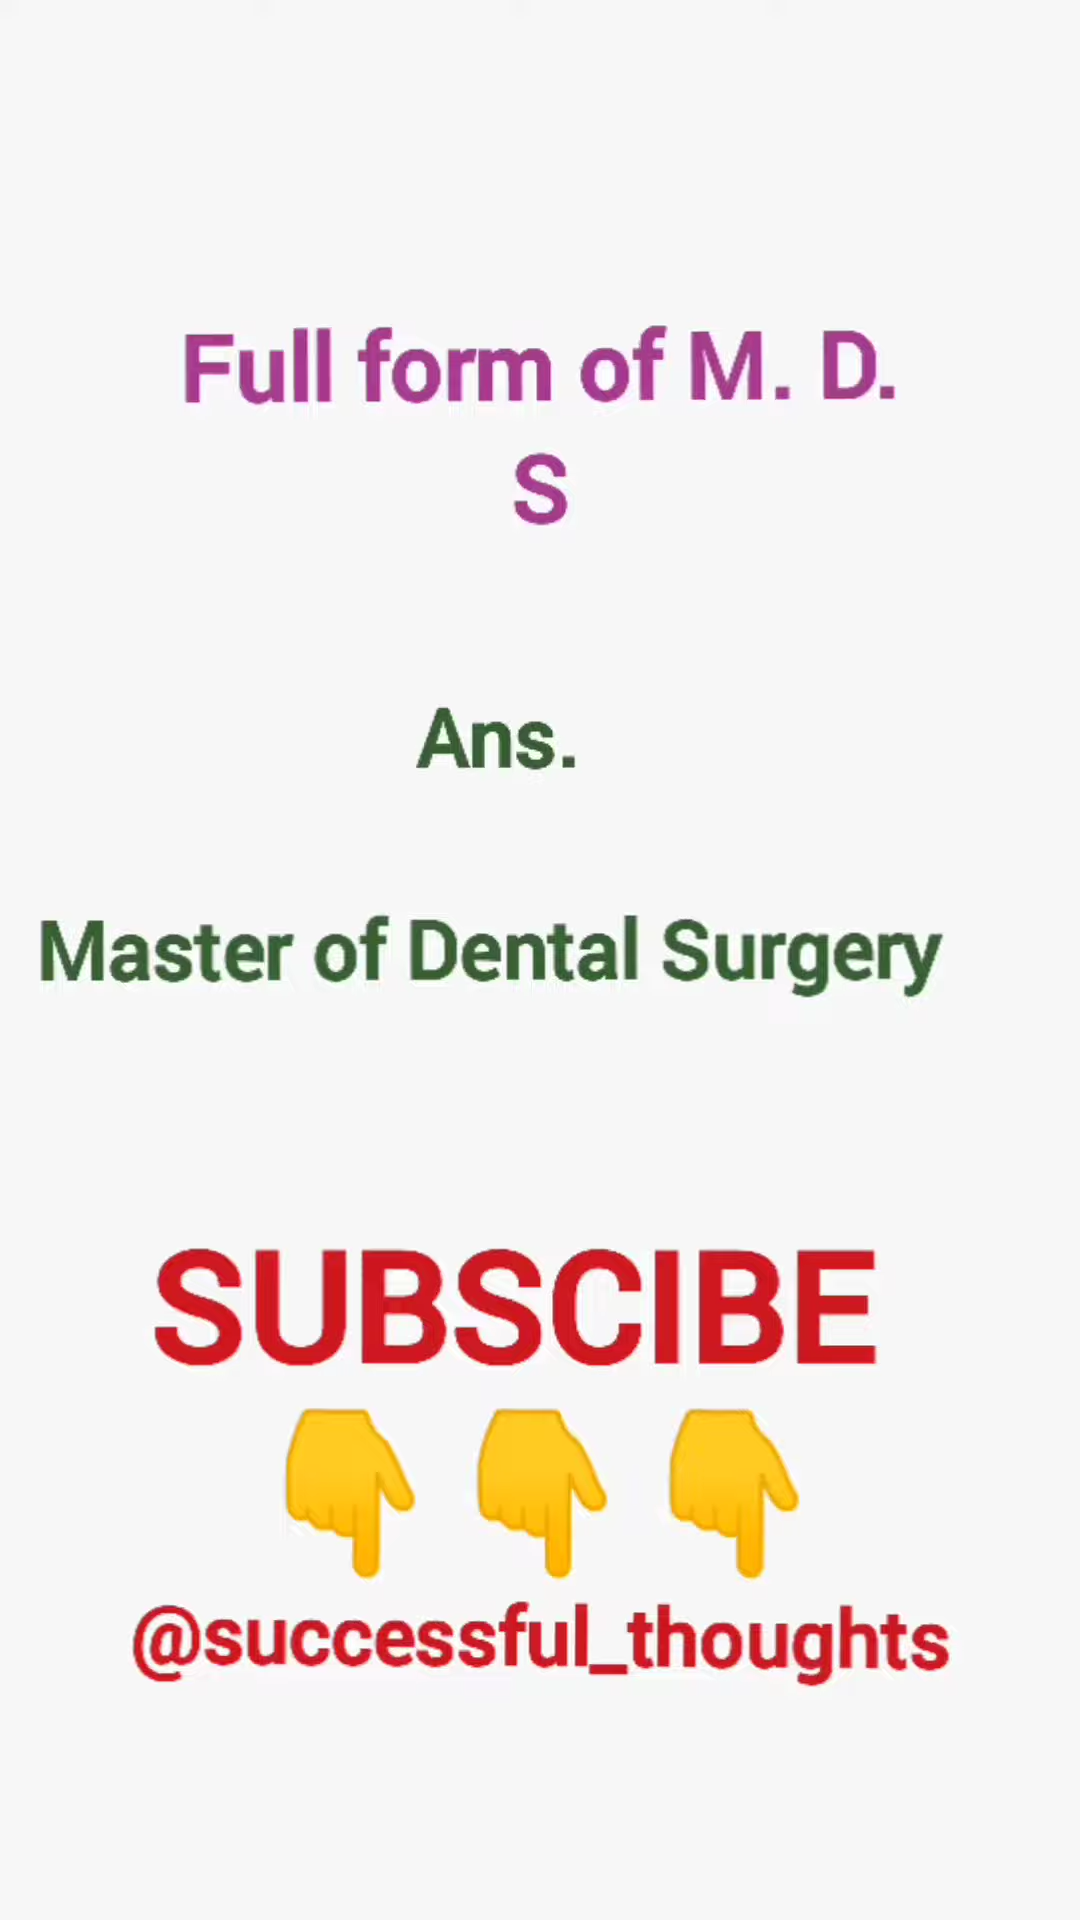 Full form of M. D.
S
Ans.
Master of Dental Surgery
SUBSCIBE
👇👇👇
@successful_thoughts